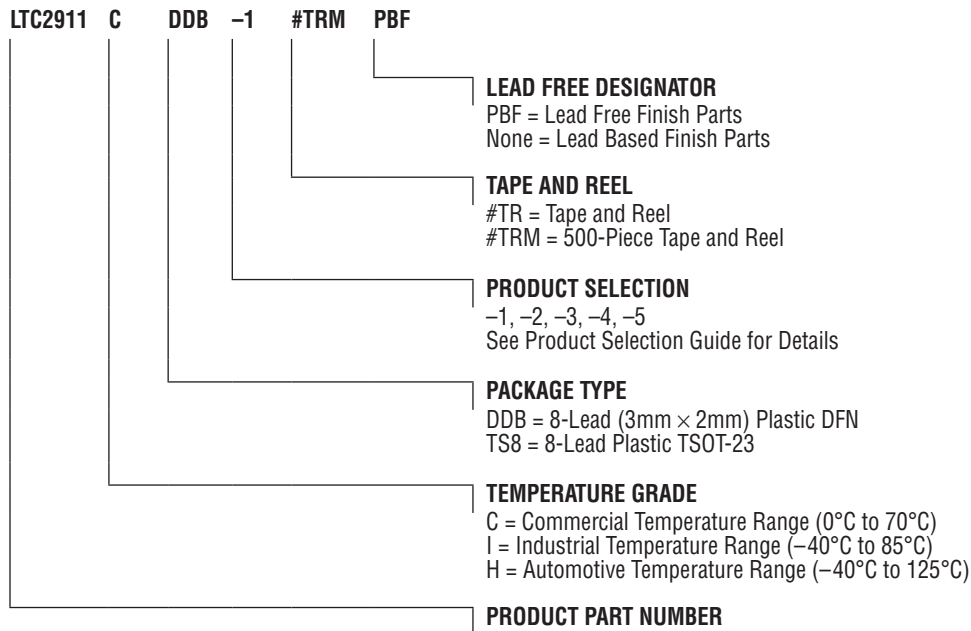 LTC2911 C DDB –1 #TRM PBF
LEAD FREE DESIGNATOR
PBF = Lead Free Finish Parts
None = Lead Based Finish Parts
TAPE AND REEL
#TR = Tape and Reel
#TRM = 500-Piece Tape and Reel
PRODUCT SELECTION
–1, –2, –3, –4, –5
See Product Selection Guide for Details
PACKAGE TYPE
DDB = 8-Lead (3mm × 2mm) Plastic DFN
TS8 = 8-Lead Plastic TSOT-23
TEMPERATURE GRADE
C = Commercial Temperature Range (0°C to 70°C)
I = Industrial Temperature Range (–40°C to 85°C)
H = Automotive Temperature Range (–40°C to 125°C)
PRODUCT PART NUMBER